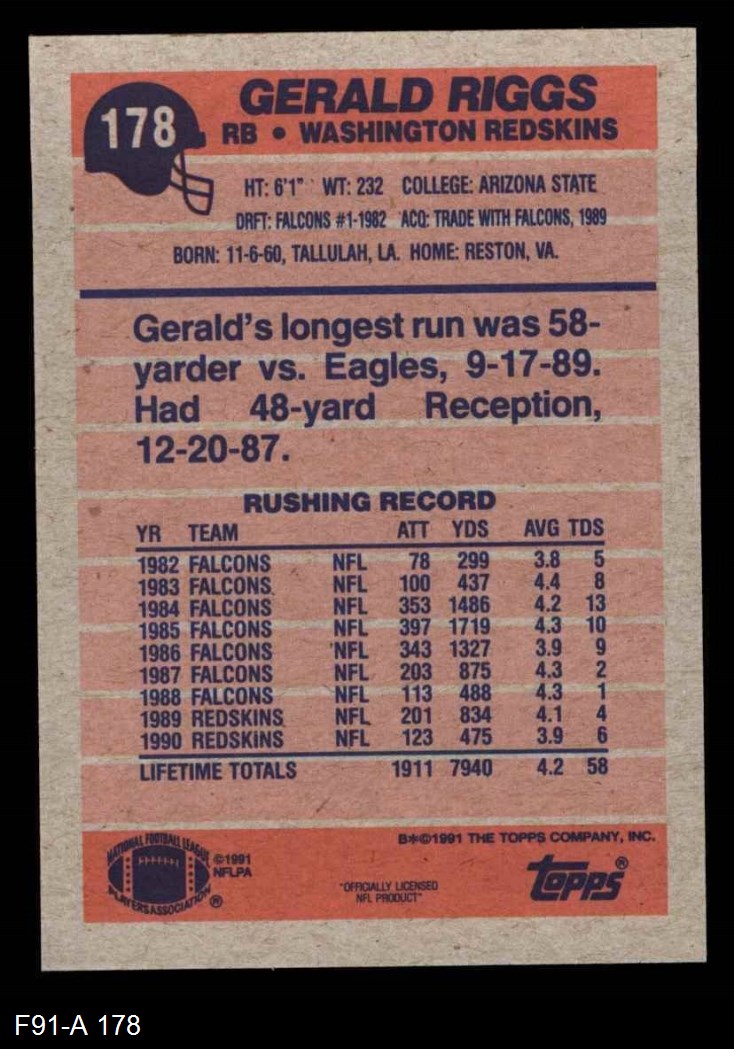 178
GERALD RIGGS
RB • WASHINGTON REDSKINS
HT: 6'1" WT: 232 COLLEGE: ARIZONA STATE
DRFT: FALCONS #1-1982 ACQ: TRADE WITH FALCONS, 1989
BORN: 11-6-60, TALLULAH, LA. HOME: RESTON, VA.
Gerald's longest run was 58-
yarder vs. Eagles, 9-17-89.
Had 48-yard Reception,
12-20-87.
RUSHING RECORD
YR TEAM ATT YDS AVG TDS
1982 FALCONS NFL 78 299 3.8 5
1983 FALCONS NFL 100 437 4.4 8
1984 FALCONS NFL 353 1486 4.2 13
1985 FALCONS NFL 397 1719 4.3 10
1986 FALCONS NFL 343 1327 3.9 9
1987 FALCONS NFL 203 875 4.3 2
1988 FALCONS NFL 113 488 4.3 1
1989 REDSKINS NFL 201 834 4.1 4
1990 REDSKINS NFL 123 475 3.9 6
LIFETIME TOTALS 1911 7940 4.2 58
B*©1991 THE TOPPS COMPANY, INC.
NATIONAL FOOTBALL LEAGUE
PLAYERS ASSOCIATION ®
©1991
NFLPA
"OFFICIALLY LICENSED
NFL PRODUCT"
topps®
F91-A 178